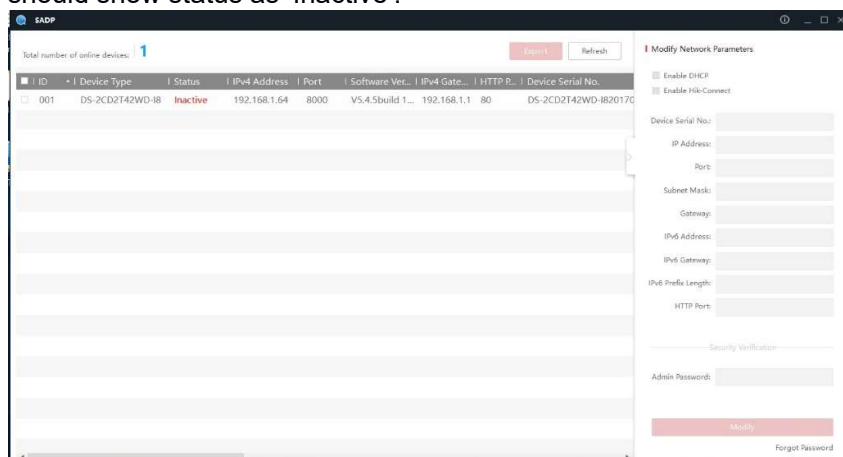 should show status as 'Inactive'.
SADP
Total number of online devices: 1
Export
Refresh
ID
Device Type
Status
IPv4 Address
Port
Software Ver...
IPv4 Gate...
HTTP P...
Device Serial No.
001
DS-2CD2T42WD-I8
Inactive
192.168.1.64
8000
V5.4.5build 1...
192.168.1.1
80
DS-2CD2T42WD-I820170
Modify Network Parameters
Enable DHCP
Enable Hik-Connect
Device Serial No.:
IP Address:
Port:
Subnet Mask:
Gateway:
IPv6 Address:
IPv6 Gateway:
IPv6 Prefix Length:
HTTP Port:
Security Verification
Admin Password:
Modify
Forgot Password